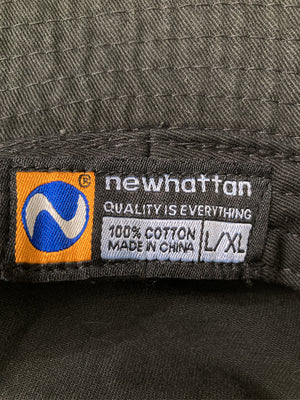 ®
newhattan
QUALITY IS EVERYTHING
100% COTTON
MADE IN CHINA
L/XL